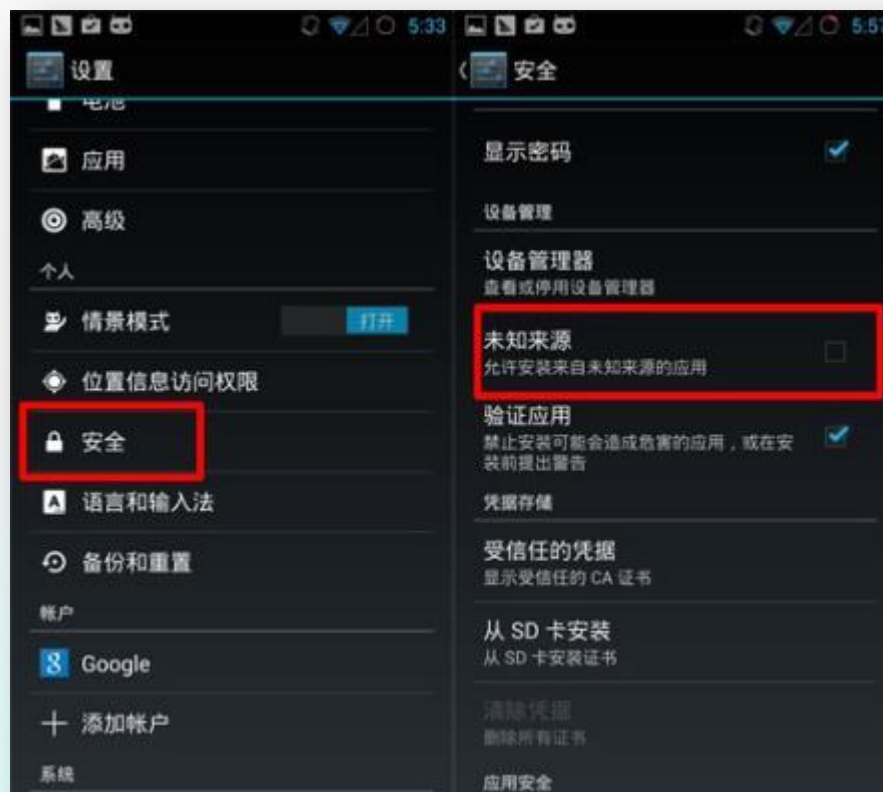 5:33
设置
电池
应用
高级
个人
情景模式
打开
位置信息访问权限
安全
语言和输入法
备份和重置
帐户
Google
添加帐户
系统
5:57
安全
显示密码
设备管理
设备管理器
查看或停用设备管理器
未知来源
允许安装来自未知来源的应用
验证应用
禁止安装可能会造成危害的应用，或在安
装前提出警告
凭据存储
受信任的凭据
显示受信任的 CA 证书
从 SD 卡安装
从 SD 卡安装证书
清除凭据
删除所有证书
应用安全